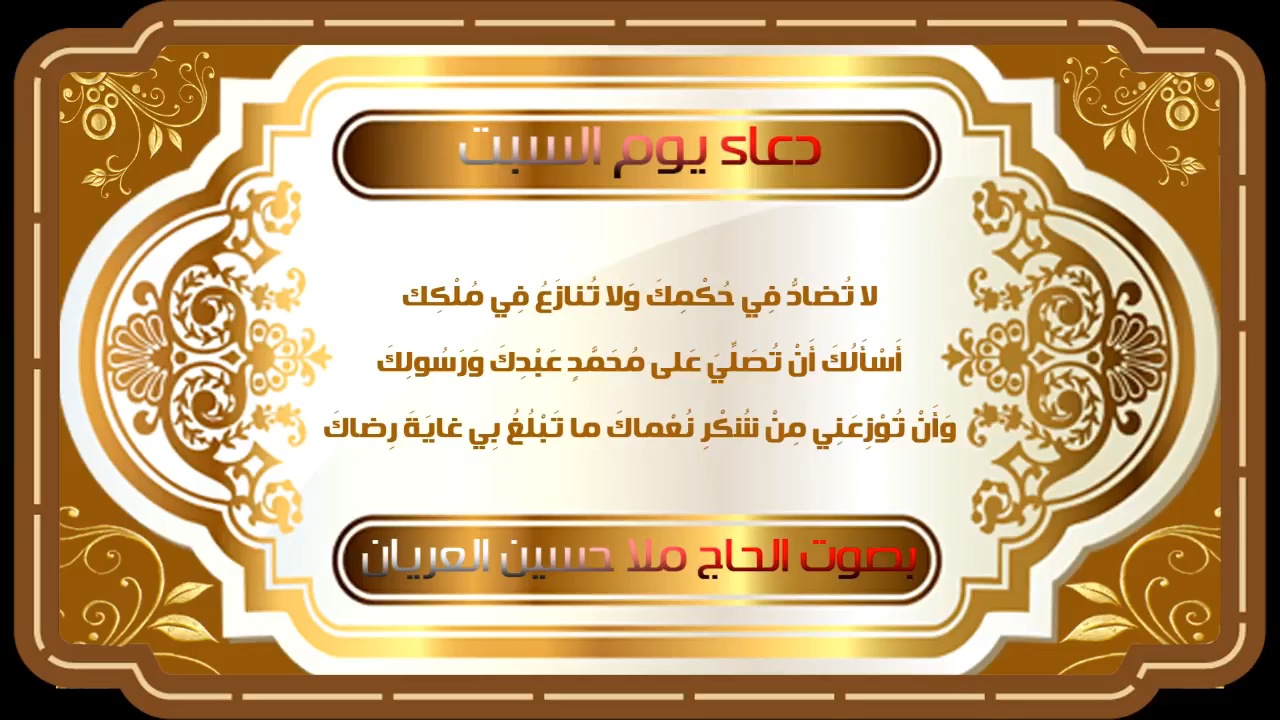 دعاء يوم السبت
لا تُضادُّ فِي حُكْمِكَ وَلا تُنازَعُ فِي مُلْكِكَ
أَسْأَلُكَ أَنْ تُصَلِّيَ عَلى مُحَمَّدٍ عَبْدِكَ وَرَسُولِكَ
وَأَنْ تُوْزِعَنِي مِنْ شُكْرِ نُعْماكَ ما تَبْلُغُ بِي غايَةَ رِضاكَ
بصوت الحاج ملا حسين العريان